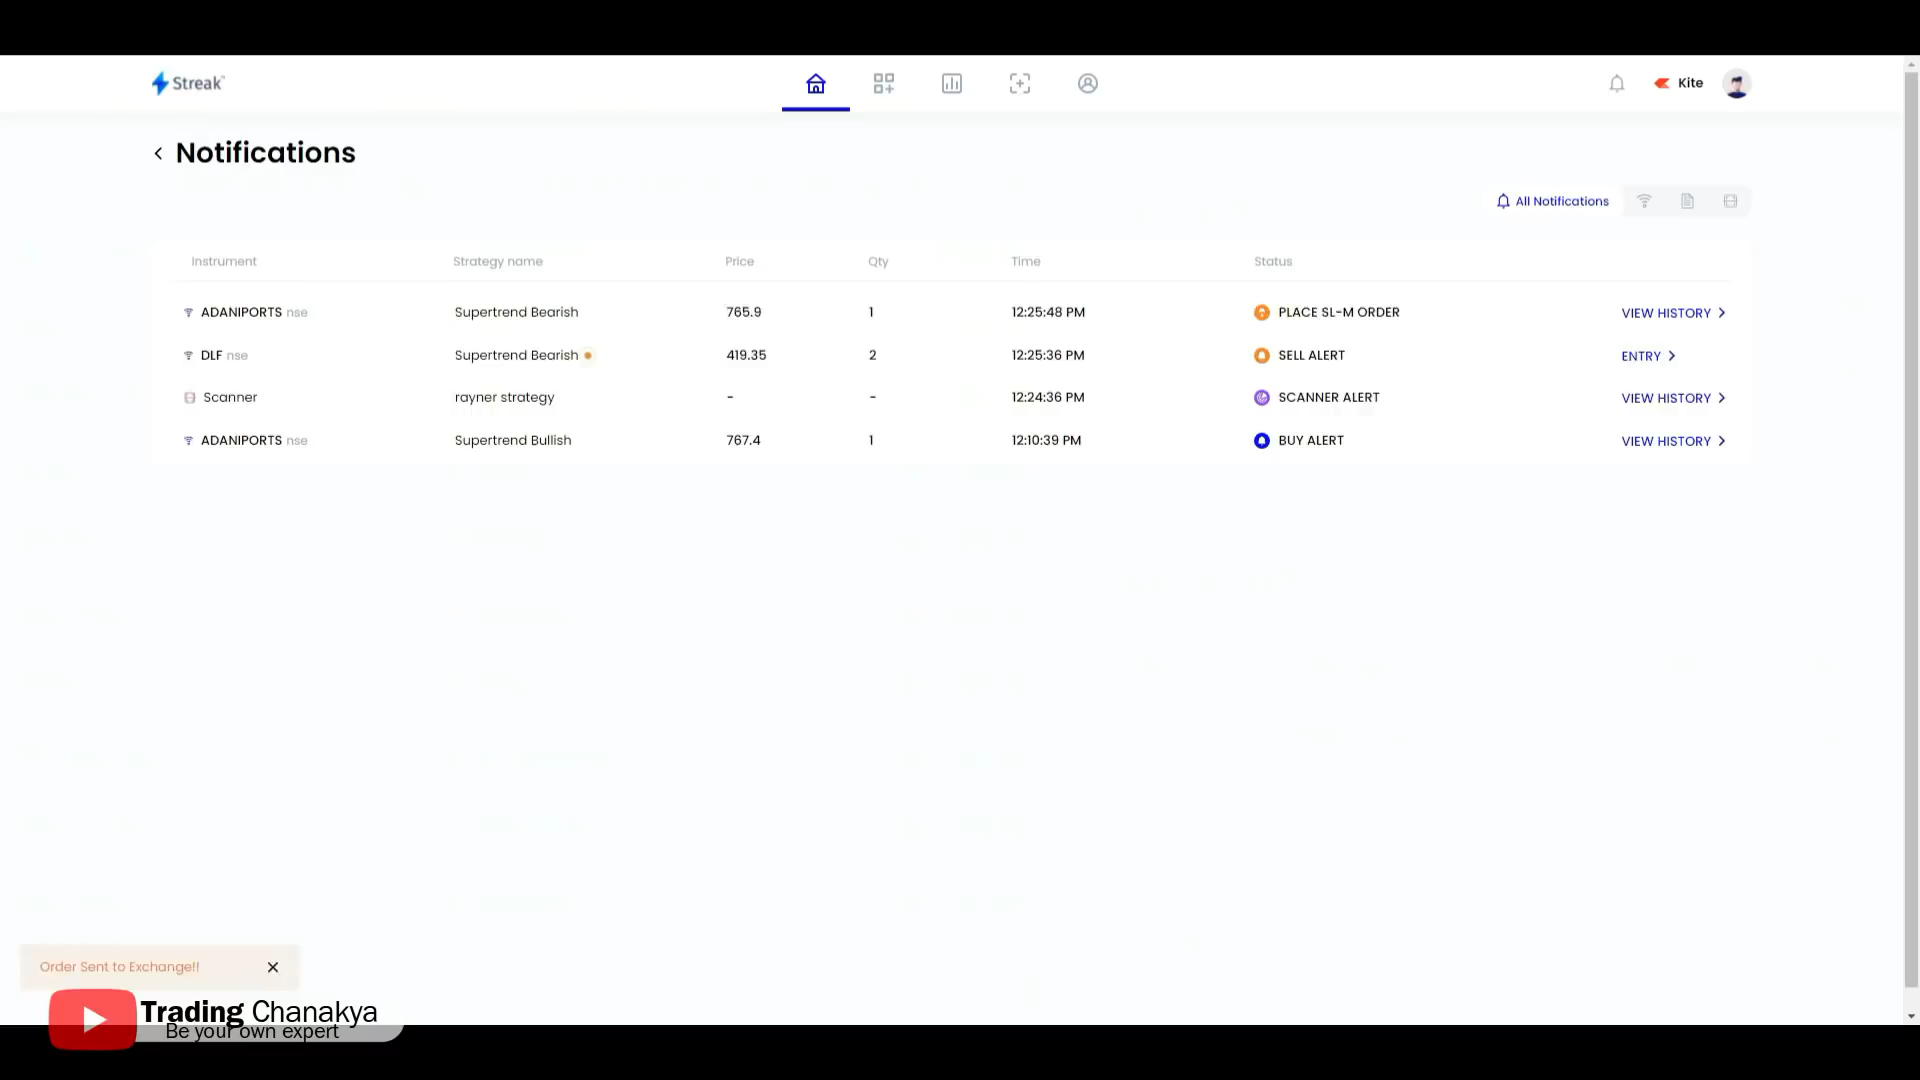 Streak™
Kite
Notifications
All Notifications
Instrument Strategy name Price Qty Time Status
ADANIPORTS nse Supertrend Bearish 765.9 1 12:25:48 PM PLACE SL-M ORDER VIEW HISTORY
DLF nse Supertrend Bearish 419.35 2 12:25:36 PM SELL ALERT ENTRY
Scanner rayner strategy - - 12:24:36 PM SCANNER ALERT VIEW HISTORY
ADANIPORTS nse Supertrend Bullish 767.4 1 12:10:39 PM BUY ALERT VIEW HISTORY
Order Sent to Exchange!!
Trading Chanakya
Be your own expert